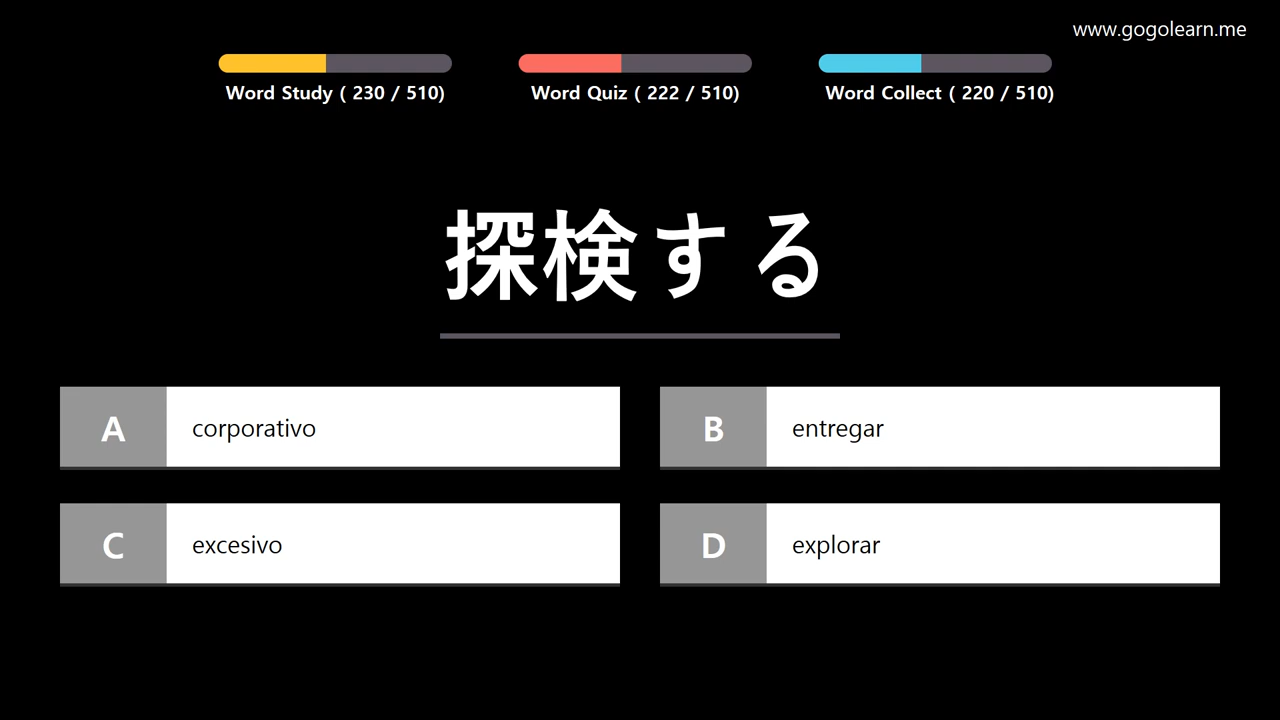 www.gogolearn.me
Word Study ( 230 / 510)
Word Quiz ( 222 / 510)
Word Collect ( 220 / 510)
探検する
A corporativo
B entregar
C excesivo
D explorar